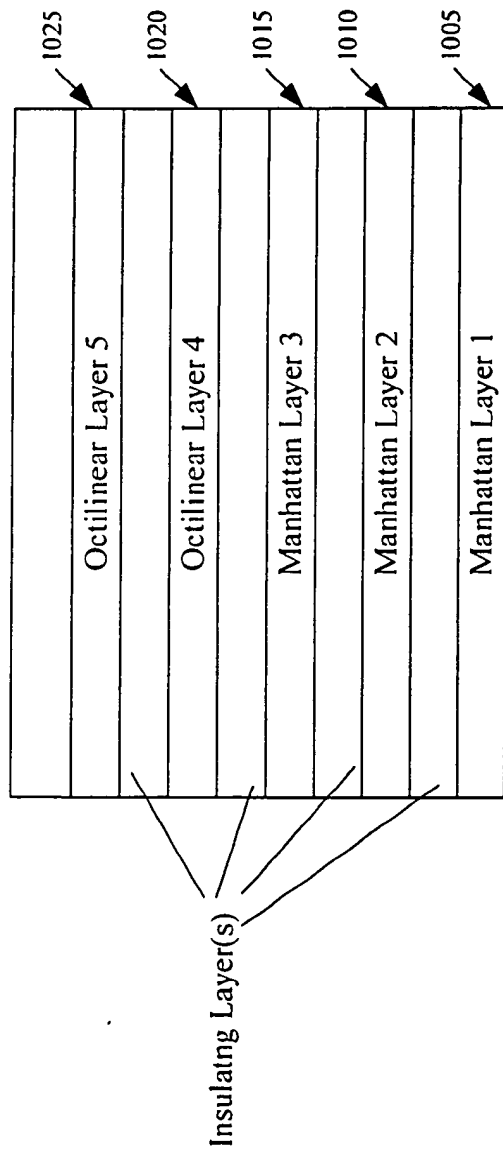 1025
Octilinear Layer 5
1020
Octilinear Layer 4
1015
Manhattan Layer 3
1010
Manhattan Layer 2
1005
Manhattan Layer 1
Insulatng Layer(s)